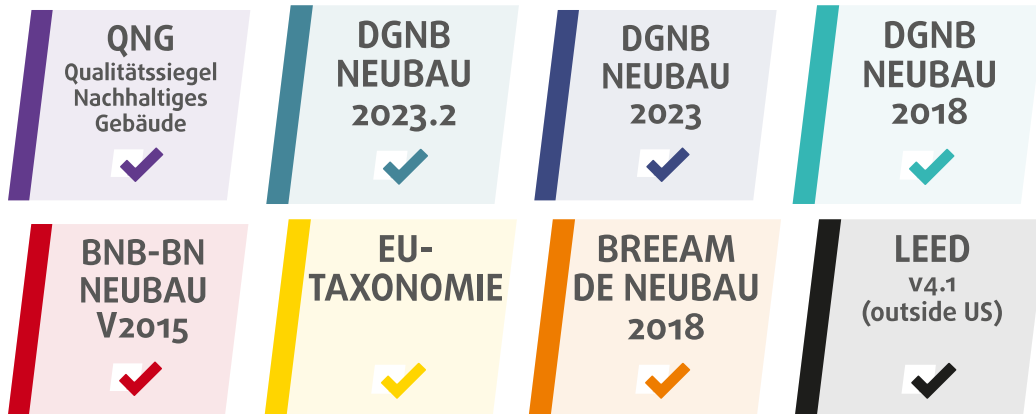 QNG
Qualitätssiegel
Nachhaltiges
Gebäude
DGNB
NEUBAU
2023.2
DGNB
NEUBAU
2023
DGNB
NEUBAU
2018
BNB-BN
NEUBAU
V2015
EU-
TAXONOMIE
BREEAM
DE NEUBAU
2018
LEED
v4.1
(outside US)